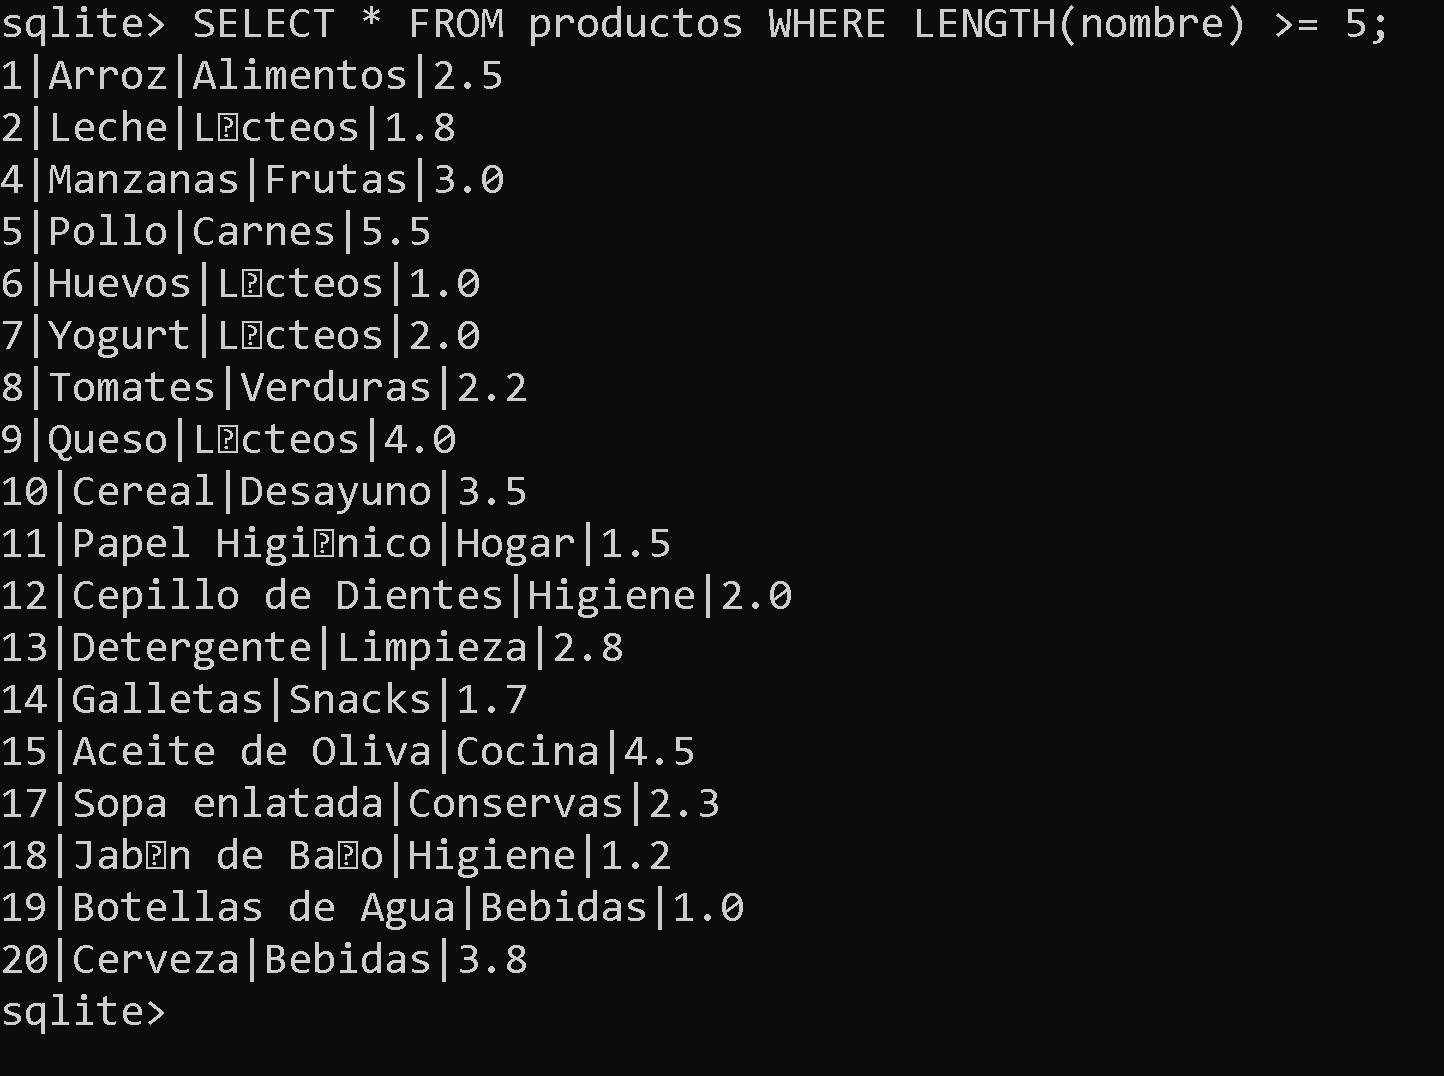 sqlite> SELECT * FROM productos WHERE LENGTH(nombre) >= 5;
1|Arroz|Alimentos|2.5
2|Leche|L�cteos|1.8
4|Manzanas|Frutas|3.0
5|Pollo|Carnes|5.5
6|Huevos|L�cteos|1.0
7|Yogurt|L�cteos|2.0
8|Tomates|Verduras|2.2
9|Queso|L�cteos|4.0
10|Cereal|Desayuno|3.5
11|Papel Higi�nico|Hogar|1.5
12|Cepillo de Dientes|Higiene|2.0
13|Detergente|Limpieza|2.8
14|Galletas|Snacks|1.7
15|Aceite de Oliva|Cocina|4.5
17|Sopa enlatada|Conservas|2.3
18|Jab�n de Ba�o|Higiene|1.2
19|Botellas de Agua|Bebidas|1.0
20|Cerveza|Bebidas|3.8
sqlite>